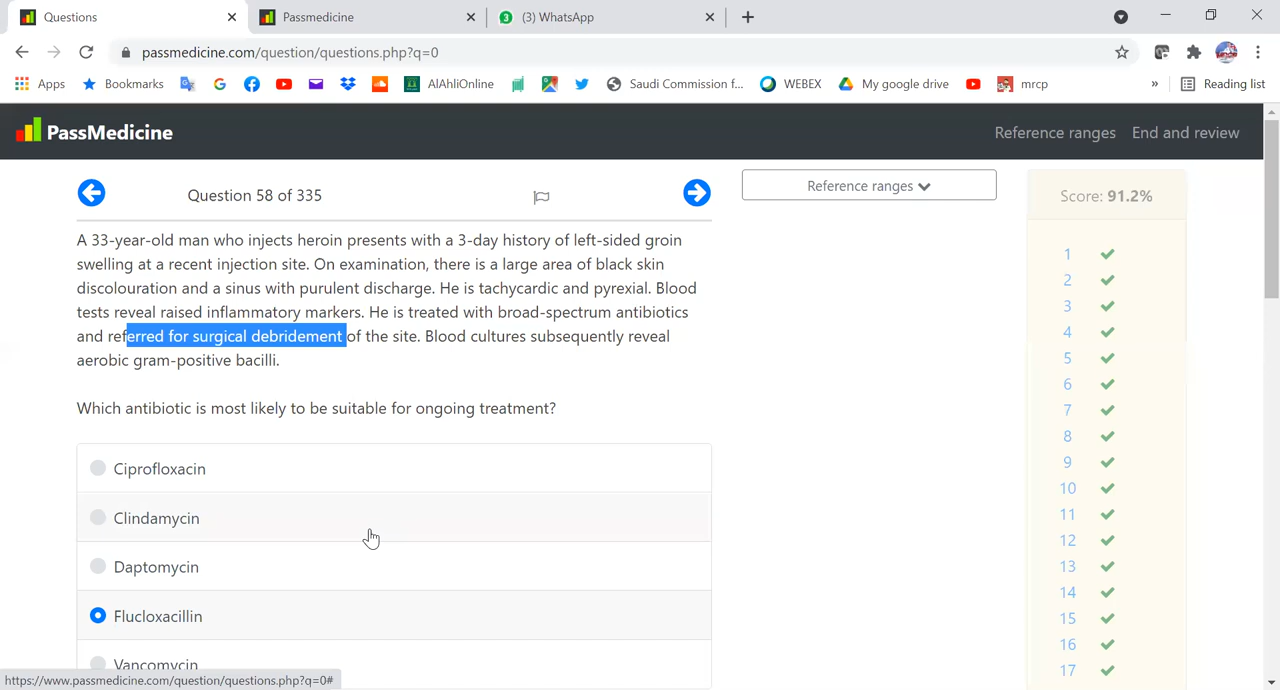 Questions
Passmedicine
(3) WhatsApp
passmedicine.com/question/questions.php?q=0
Apps
Bookmarks
AlAhliOnline
Saudi Commission f...
WEBEX
My google drive
mrcp
»
Reading list
PassMedicine
Reference ranges
End and review
Question 58 of 335
Reference ranges
Score: 91.2%
A 33-year-old man who injects heroin presents with a 3-day history of left-sided groin
swelling at a recent injection site. On examination, there is a large area of black skin
discolouration and a sinus with purulent discharge. He is tachycardic and pyrexial. Blood
tests reveal raised inflammatory markers. He is treated with broad-spectrum antibiotics
and referred for surgical debridement of the site. Blood cultures subsequently reveal
aerobic gram-positive bacilli.
Which antibiotic is most likely to be suitable for ongoing treatment?
Ciprofloxacin
Clindamycin
Daptomycin
Flucloxacillin
Vancomycin
1
2
3
4
5
6
7
8
9
10
11
12
13
14
15
16
17
https://www.passmedicine.com/question/questions.php?q=0#